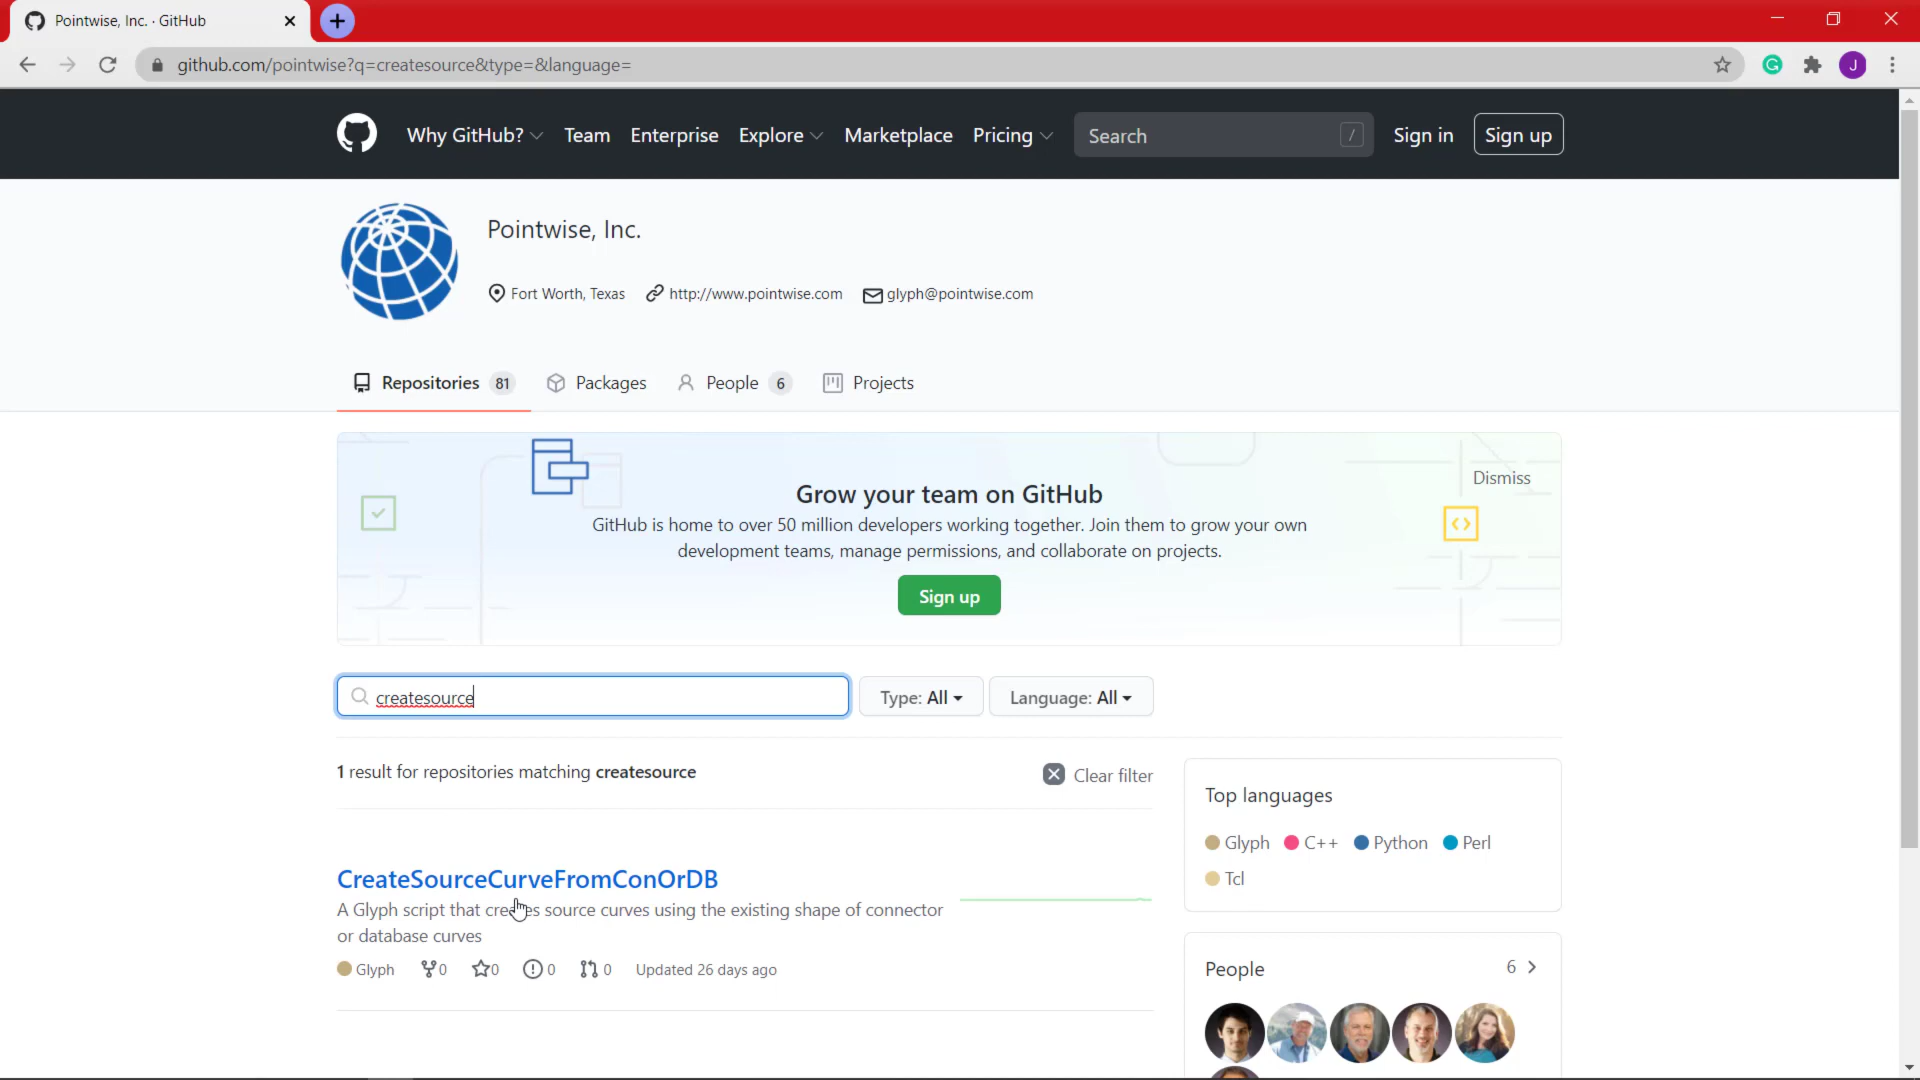 Pointwise, Inc. · GitHub
github.com/pointwise?q=createsource&type=&language=
J
Why GitHub? Team Enterprise Explore Marketplace Pricing Search / Sign in Sign up
Pointwise, Inc.
Fort Worth, Texas http://www.pointwise.com glyph@pointwise.com
Repositories 81 Packages People 6 Projects
Dismiss
Grow your team on GitHub
GitHub is home to over 50 million developers working together. Join them to grow your own
development teams, manage permissions, and collaborate on projects.
Sign up
createsource Type: All Language: All
1 result for repositories matching createsource Clear filter
CreateSourceCurveFromConOrDB
A Glyph script that creates source curves using the existing shape of connector
or database curves
Glyph 0 0 0 0 Updated 26 days ago
Top languages
Glyph C++ Python Perl
Tcl
People 6